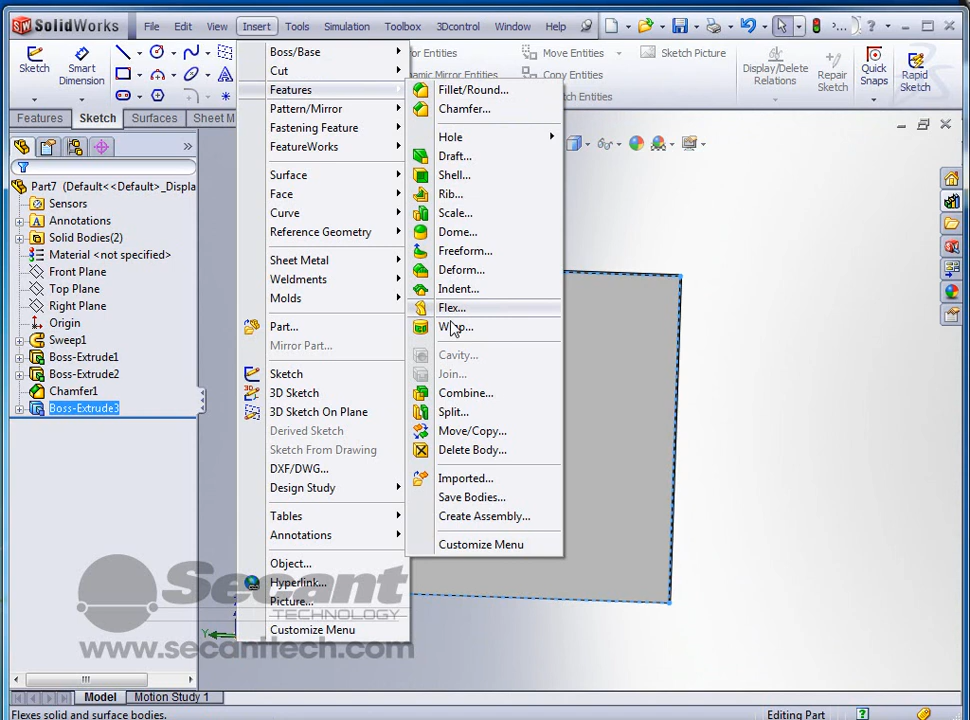 SolidWorks File Edit View Insert Tools Simulation Toolbox 3Dcontrol Window Help
Sketch Smart Dimension
Entities Move Entities Sketch Picture
Display/Delete Relations Repair Sketch Quick Snaps Rapid Sketch
amic Mirror Entities Copy Entities
etch Entities
Features Sketch Surfaces Sheet M
Boss/Base
Cut
Features
Pattern/Mirror
Fastening Feature
FeatureWorks
Surface
Face
Curve
Reference Geometry
Sheet Metal
Weldments
Molds
Part...
Mirror Part...
Sketch
3D Sketch
3D Sketch On Plane
Derived Sketch
Sketch From Drawing
DXF/DWG...
Design Study
Tables
Annotations
Object...
Hyperlink...
Picture...
Customize Menu
Fillet/Round...
Chamfer...
Hole
Draft...
Shell...
Rib...
Scale...
Dome...
Freeform...
Deform...
Indent...
Flex...
Cavity...
Join...
Combine...
Split...
Move/Copy...
Delete Body...
Imported...
Save Bodies...
Create Assembly...
Customize Menu
Part7 (Default<<Default>_Displa
Sensors
Annotations
Solid Bodies(2)
Material <not specified>
Front Plane
Top Plane
Right Plane
Origin
Sweep1
Boss-Extrude1
Boss-Extrude2
Chamfer1
Boss-Extrude3
Secant
TECHNOLOGY
www.secanttech.com
Y
Model Motion Study 1
Flexes solid and surface bodies. Editing Part